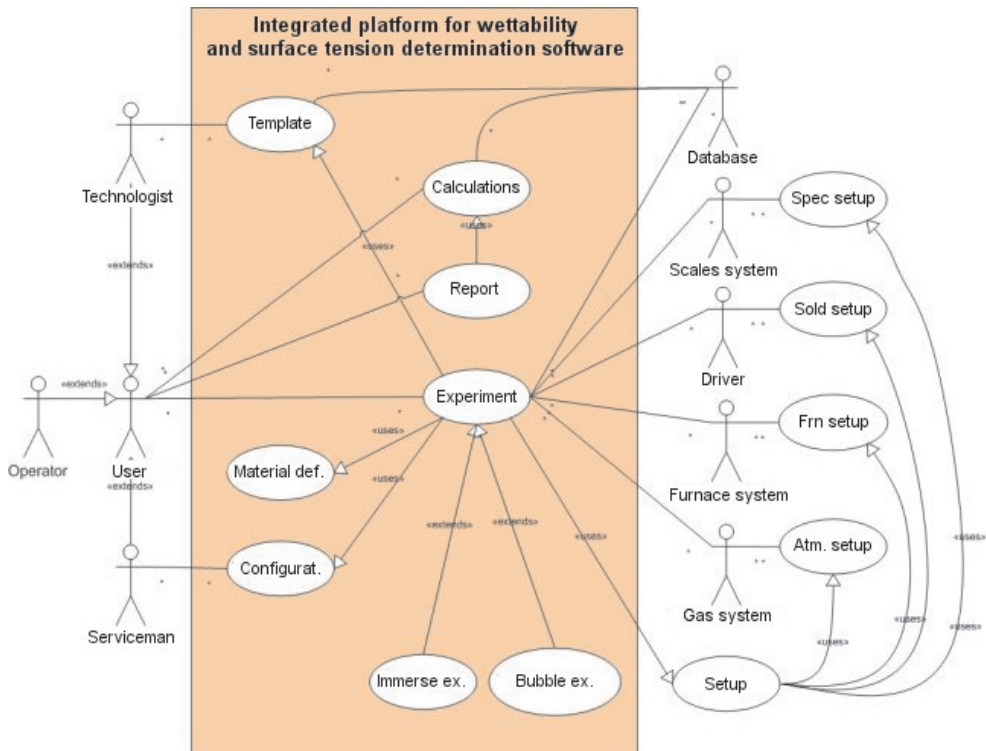 Integrated platform for wettability
and surface tension determination software
Template
Database
Technologist
Calculations
Spec setup
«uses»
«uses»
Scales system
«extends»
Report
Sold setup
Driver
«extends»
Experiment
Operator
User
Frn setup
«uses»
Material def.
«uses»
«extends»
Furnace system
«extends»
«extends»
«uses»
«uses»
Configurat.
Atm. setup
Serviceman
Gas system
«uses»
«uses»
«uses»
Immerse ex.
Bubble ex.
Setup